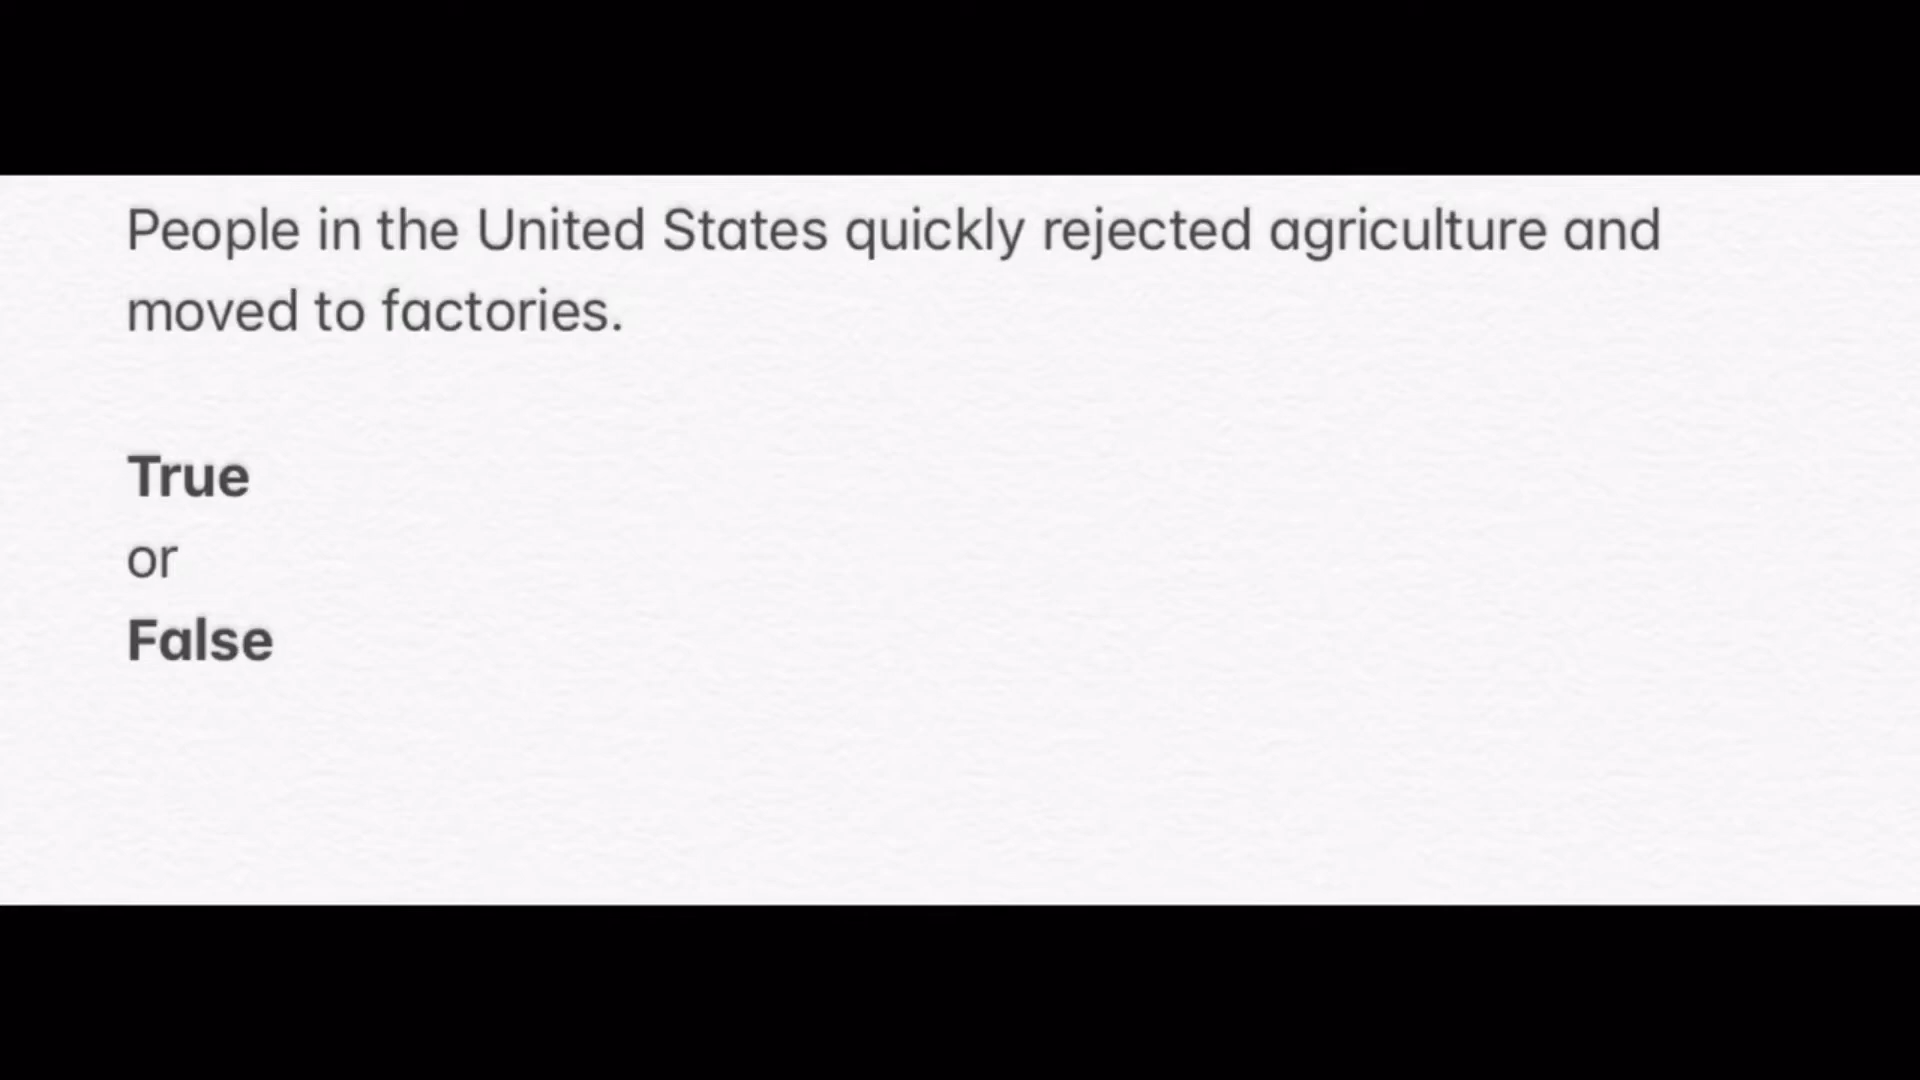 People in the United States quickly rejected agriculture and
moved to factories.
True
or
False